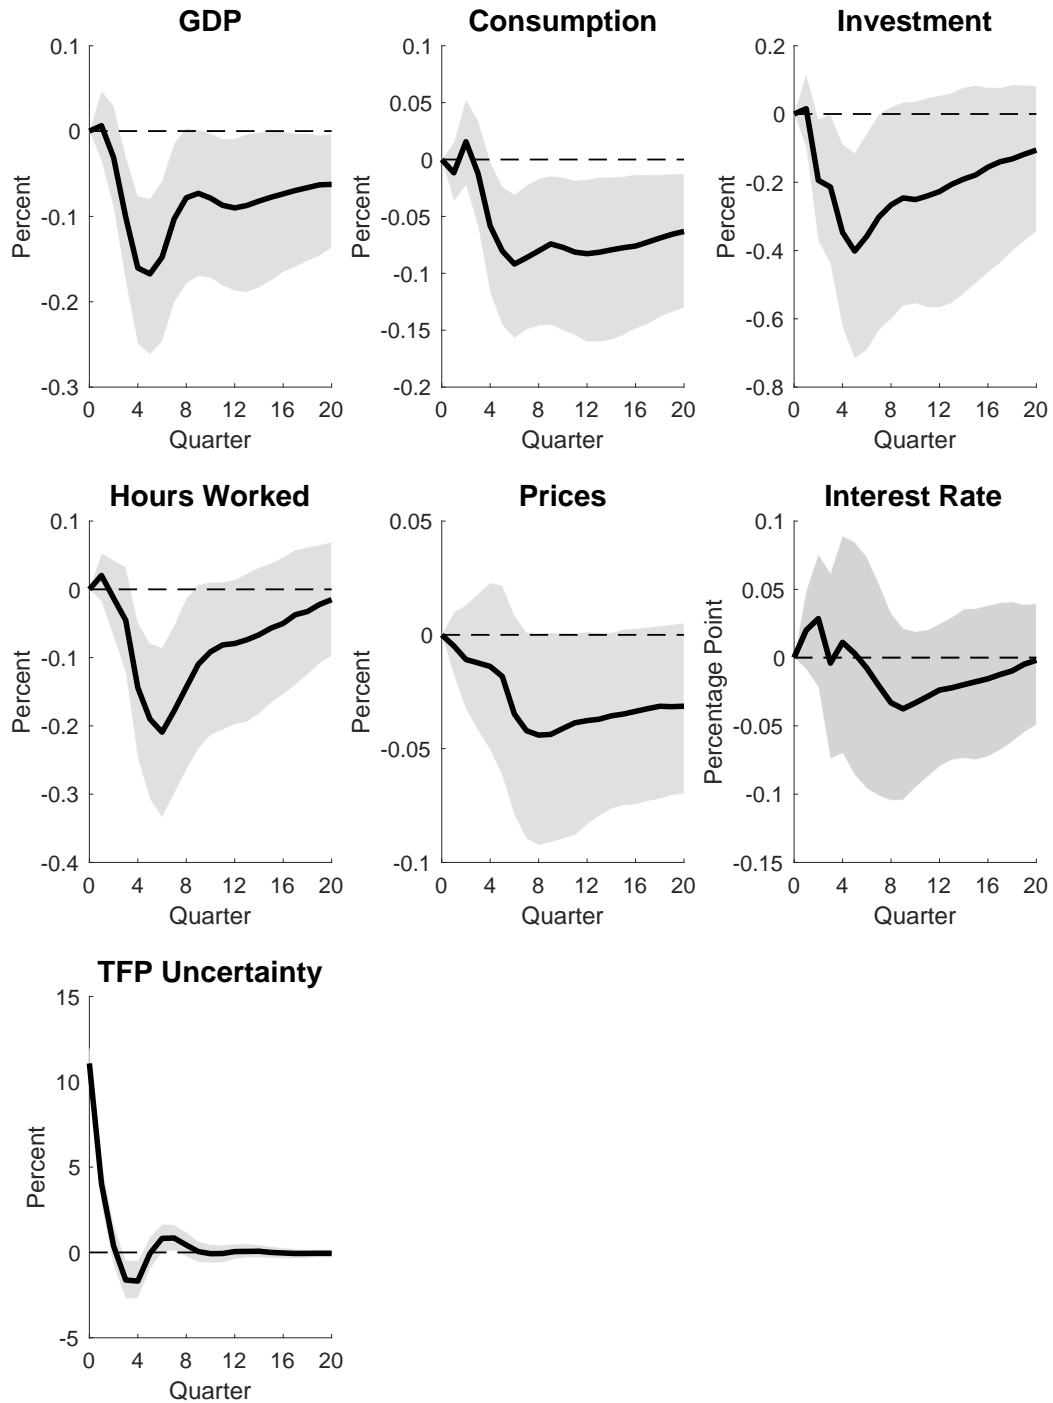 GDP
0.1
0
-0.1
-0.2
-0.3
Percent
0 4 8 12 16 20
Quarter
Consumption
0.1
0.05
0
-0.05
-0.1
-0.15
-0.2
Percent
0 4 8 12 16 20
Quarter
Investment
0.2
0
-0.2
-0.4
-0.6
-0.8
Percent
0 4 8 12 16 20
Quarter
Hours Worked
0.1
0
-0.1
-0.2
-0.3
-0.4
Percent
0 4 8 12 16 20
Quarter
Prices
0.05
0
-0.05
-0.1
Percent
0 4 8 12 16 20
Quarter
Interest Rate
0.1
0.05
0
-0.05
-0.1
-0.15
Percentage Point
0 4 8 12 16 20
Quarter
TFP Uncertainty
15
10
5
0
-5
Percent
0 4 8 12 16 20
Quarter